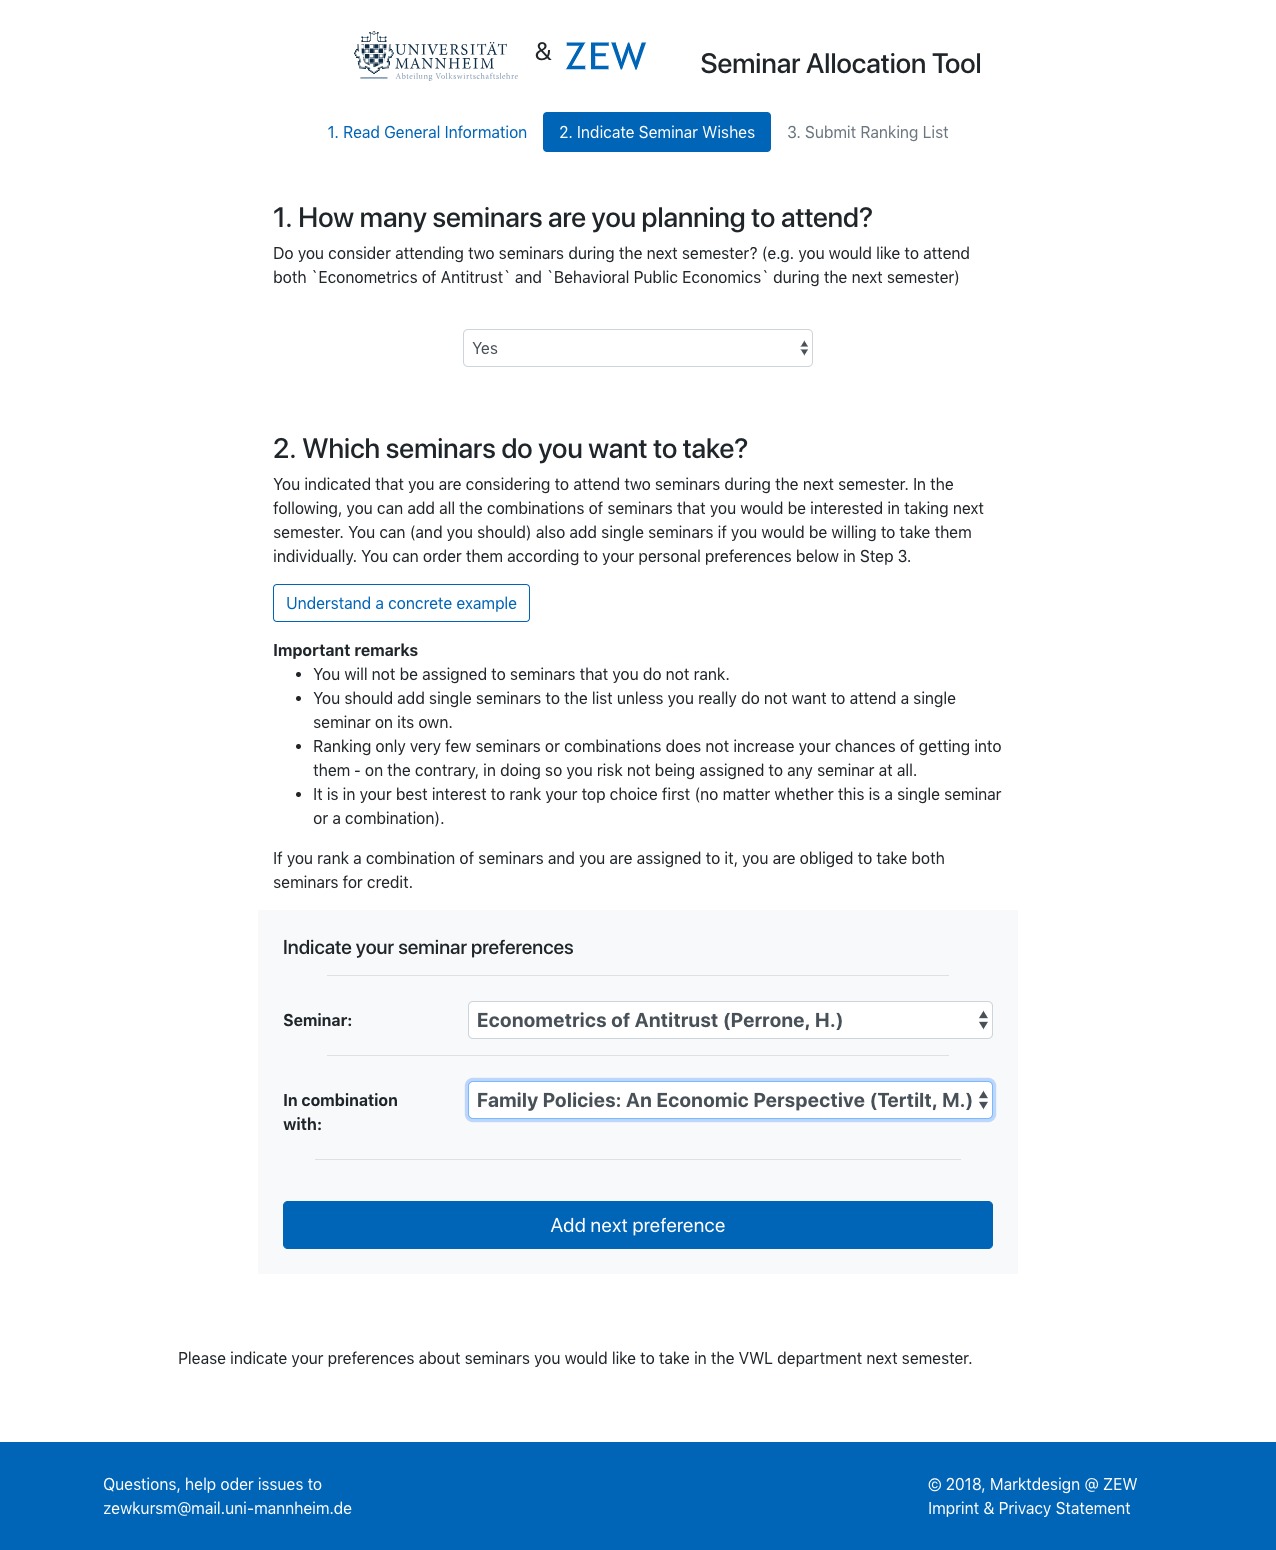 UNIVERSITÄT
MANNHEIM
Abteilung Volkswirtschaftslehre
& ZEW
Seminar Allocation Tool
1. Read General Information
2. Indicate Seminar Wishes
3. Submit Ranking List
1. How many seminars are you planning to attend?
Do you consider attending two seminars during the next semester? (e.g. you would like to attend
both `Econometrics of Antitrust` and `Behavioral Public Economics` during the next semester)
Yes
2. Which seminars do you want to take?
You indicated that you are considering to attend two seminars during the next semester. In the
following, you can add all the combinations of seminars that you would be interested in taking next
semester. You can (and you should) also add single seminars if you would be willing to take them
individually. You can order them according to your personal preferences below in Step 3.
Understand a concrete example
Important remarks
• You will not be assigned to seminars that you do not rank.
• You should add single seminars to the list unless you really do not want to attend a single
seminar on its own.
• Ranking only very few seminars or combinations does not increase your chances of getting into
them - on the contrary, in doing so you risk not being assigned to any seminar at all.
• It is in your best interest to rank your top choice first (no matter whether this is a single seminar
or a combination).
If you rank a combination of seminars and you are assigned to it, you are obliged to take both
seminars for credit.
Indicate your seminar preferences
Seminar:
Econometrics of Antitrust (Perrone, H.)
In combination
with:
Family Policies: An Economic Perspective (Tertilt, M.)
Add next preference
Please indicate your preferences about seminars you would like to take in the VWL department next semester.
Questions, help oder issues to
zewkursm@mail.uni-mannheim.de
© 2018, Marktdesign @ ZEW
Imprint & Privacy Statement